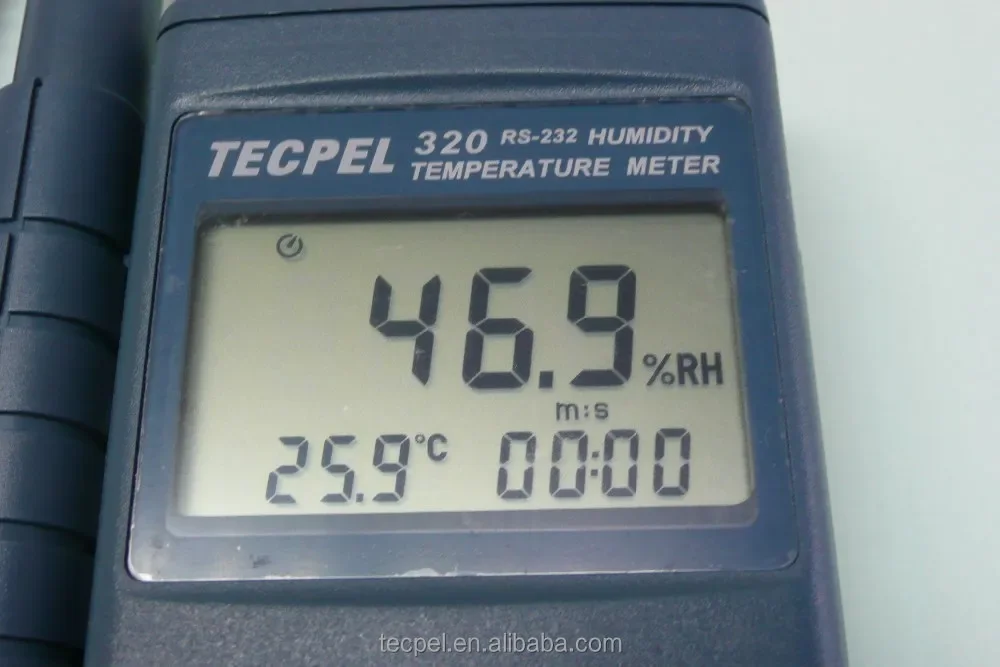 TECPEL 320 RS-232 HUMIDITY
TEMPERATURE METER
46.9 %RH
m:s
25.9 °C 00:00
tecpel.en.alibaba.com